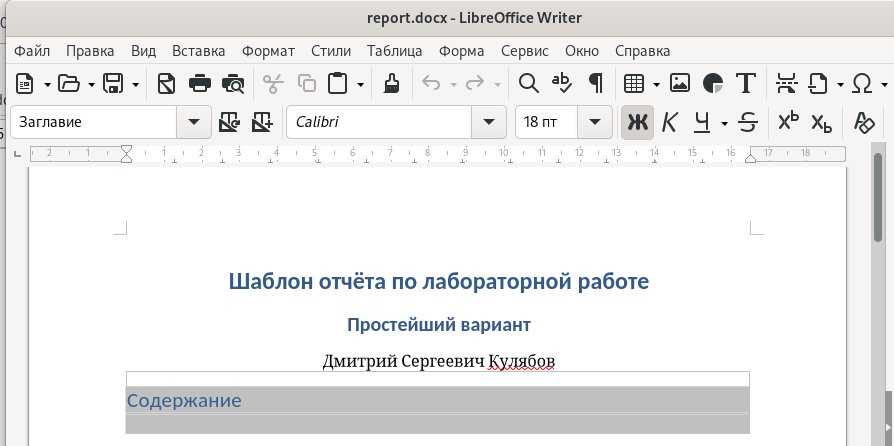 report.docx - LibreOffice Writer
Файл Правка Вид Вставка Формат Стили Таблица Форма Сервис Окно Справка
Заглавие Calibri 18 пт Ж К Ч S
2 1 1 2 3 4 5 6 7 8 9 10 11 12 13 14 15 16 17 18
Шаблон отчёта по лабораторной работе
Простейший вариант
Дмитрий Сергеевич Кулябов
Содержание